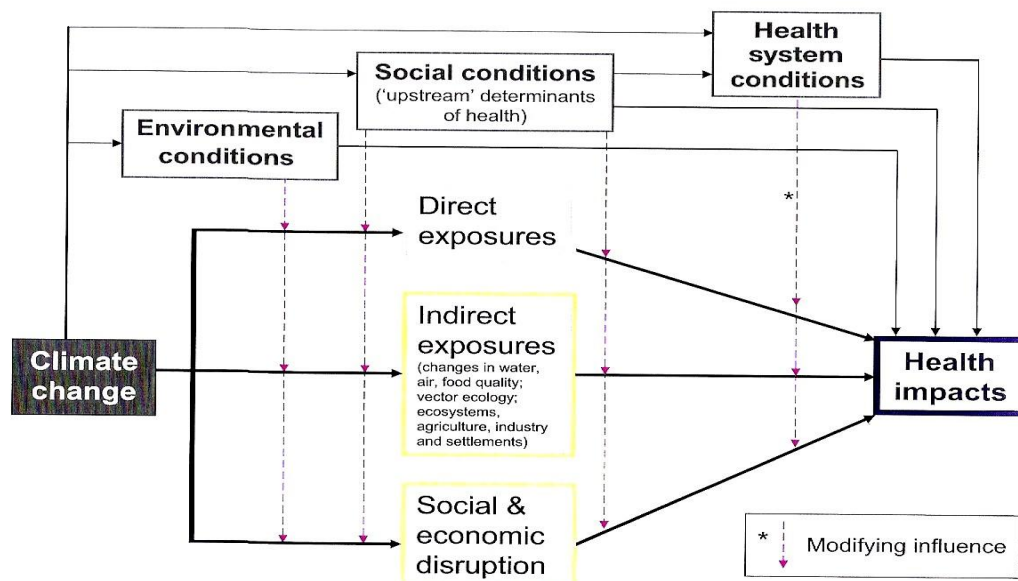 Health
system
conditions
Social conditions
('upstream' determinants
of health)
Environmental
conditions
Direct
exposures
*
Climate
change
Indirect
exposures
(changes in water,
air, food quality;
vector ecology;
ecosystems,
agriculture, industry
and settlements)
Health
impacts
Social &
economic
disruption
* Modifying influence